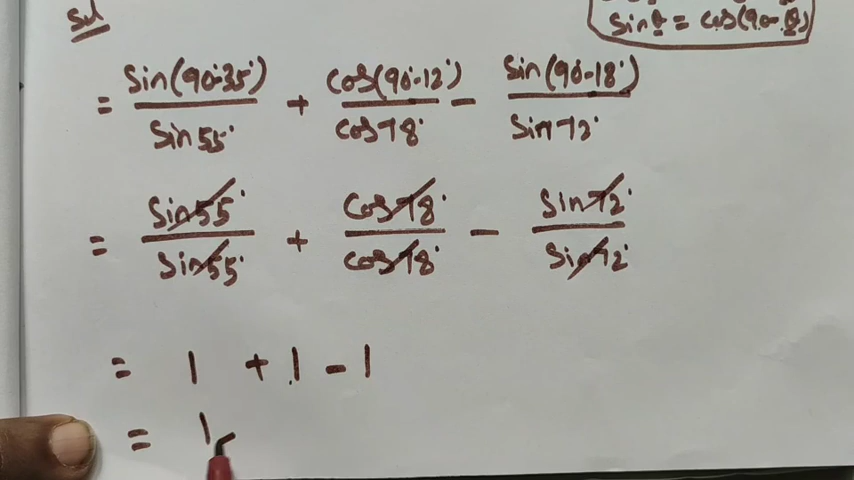 Sol
Sinθ = cos(90-θ)
= Sin(90°-35°)/Sin55° + Cos(90°-12°)/Cos78° - Sin(90°-18°)/Sin72°
= Sin55°/Sin55° + Cos78°/Cos78° - Sin72°/Sin72°
= 1 + 1 - 1
= 1